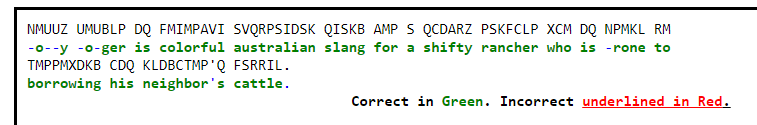 NMUUZ UMUBLP DQ FMIMPAVI SVQRPSIDSK QISKB AMP S QCDARZ PSKFCLP XCM DQ NPMKL RM
-o--y -o-ger is colorful australian slang for a shifty rancher who is -rone to
TMPPMXDKB CDQ KLDBCTMP'Q FSRRIL.
borrowing his neighbor's cattle.
Correct in Green. Incorrect underlined in Red.